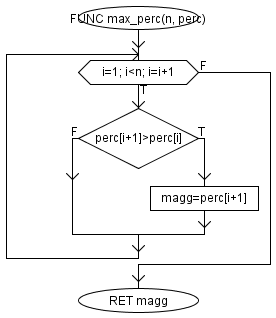 FUNC max_perc(n, perc)
i=1; i<n; i=i+1
F
T
perc[i+1]>perc[i]
F
T
magg=perc[i+1]
RET magg